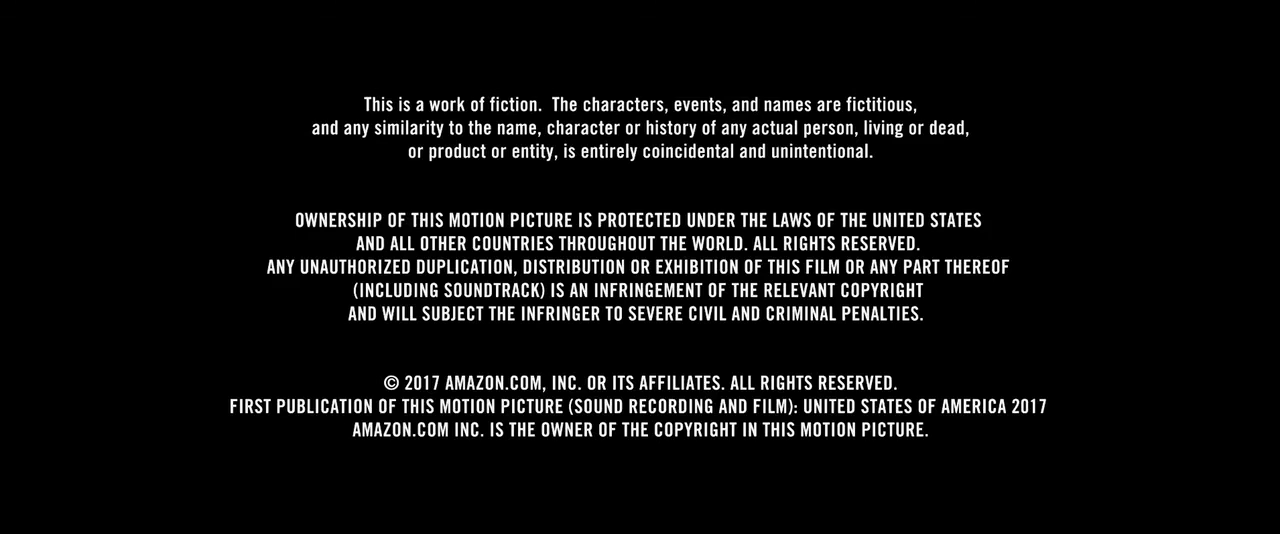 This is a work of fiction.  The characters, events, and names are fictitious,
and any similarity to the name, character or history of any actual person, living or dead,
or product or entity, is entirely coincidental and unintentional.
OWNERSHIP OF THIS MOTION PICTURE IS PROTECTED UNDER THE LAWS OF THE UNITED STATES
AND ALL OTHER COUNTRIES THROUGHOUT THE WORLD. ALL RIGHTS RESERVED.
ANY UNAUTHORIZED DUPLICATION, DISTRIBUTION OR EXHIBITION OF THIS FILM OR ANY PART THEREOF
(INCLUDING SOUNDTRACK) IS AN INFRINGEMENT OF THE RELEVANT COPYRIGHT
AND WILL SUBJECT THE INFRINGER TO SEVERE CIVIL AND CRIMINAL PENALTIES.
© 2017 AMAZON.COM, INC. OR ITS AFFILIATES. ALL RIGHTS RESERVED.
FIRST PUBLICATION OF THIS MOTION PICTURE (SOUND RECORDING AND FILM): UNITED STATES OF AMERICA 2017
AMAZON.COM INC. IS THE OWNER OF THE COPYRIGHT IN THIS MOTION PICTURE.